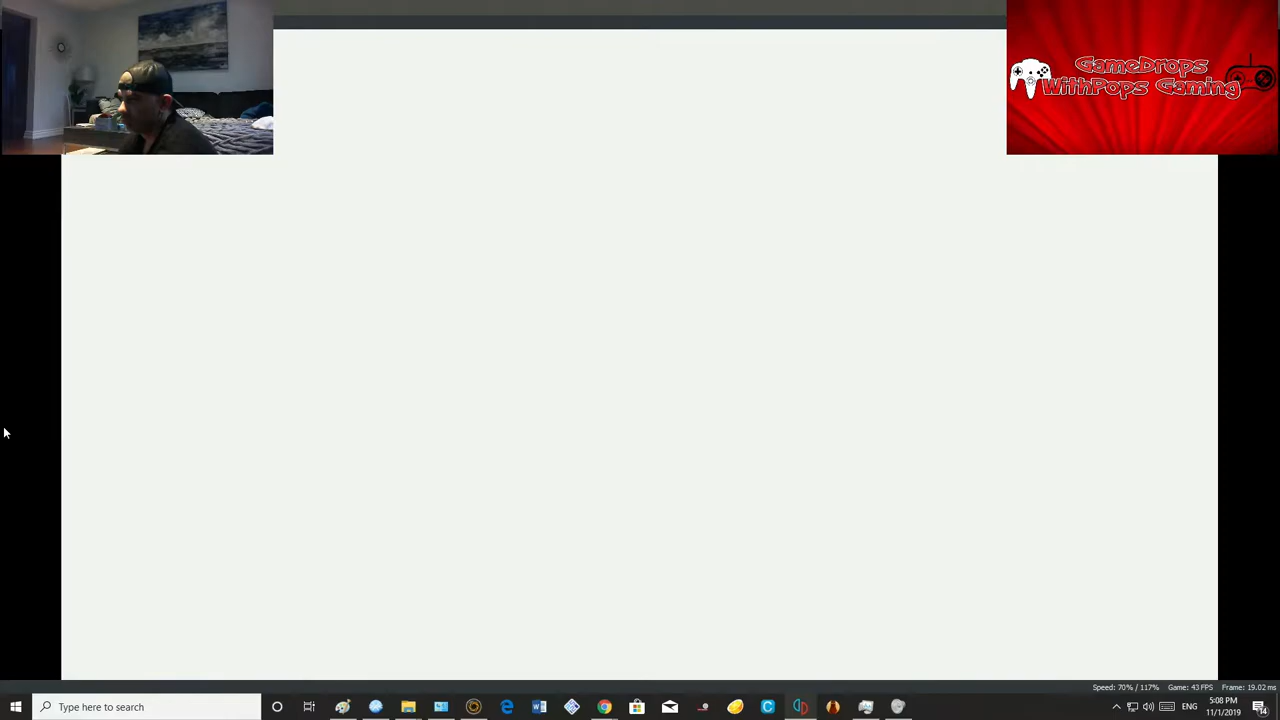 GameDrops
WithPops Gaming
Speed: 70% / 117% Game: 43 FPS Frame: 19.02 ms
Type here to search
ENG
5:08 PM
11/1/2019
14